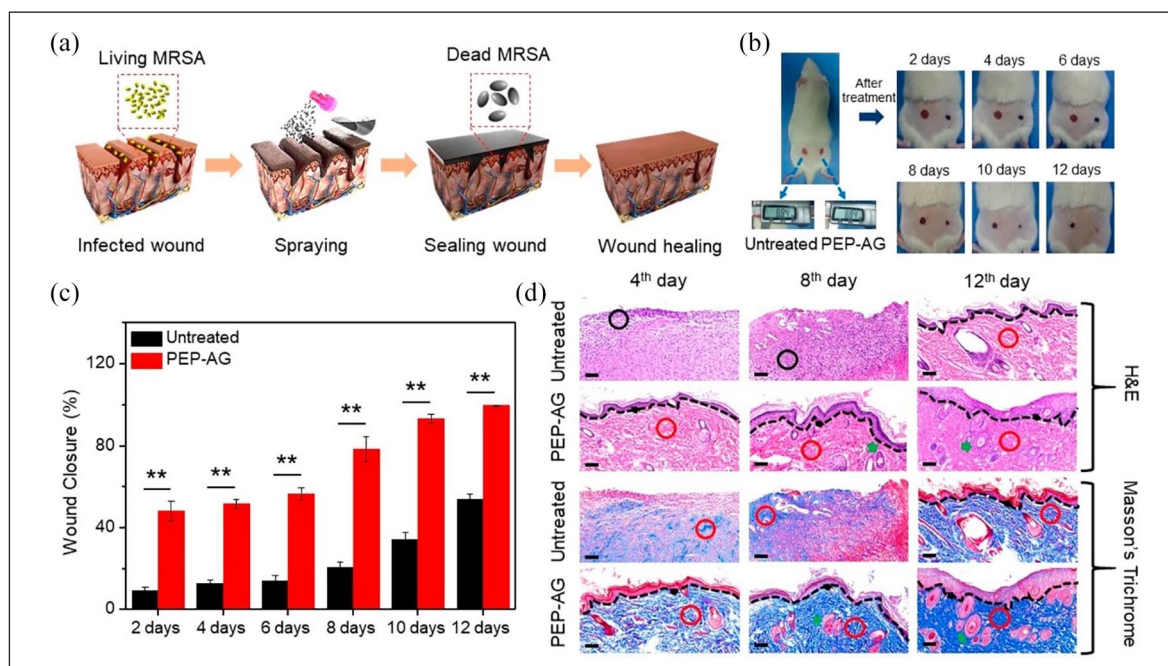 (a)
Living MRSA
Dead MRSA
Infected wound
Spraying
Sealing wound
Wound healing
(b)
After
treatment
2 days
4 days
6 days
8 days
10 days
12 days
Untreated PEP-AG
(c)
Untreated
PEP-AG
Wound Closure (%)
120
80
40
0
**
**
**
**
**
**
2 days
4 days
6 days
8 days
10 days
12 days
(d)
4th day
8th day
12th day
Untreated
PEP-AG
Untreated
PEP-AG
H&E
Masson's Trichrome